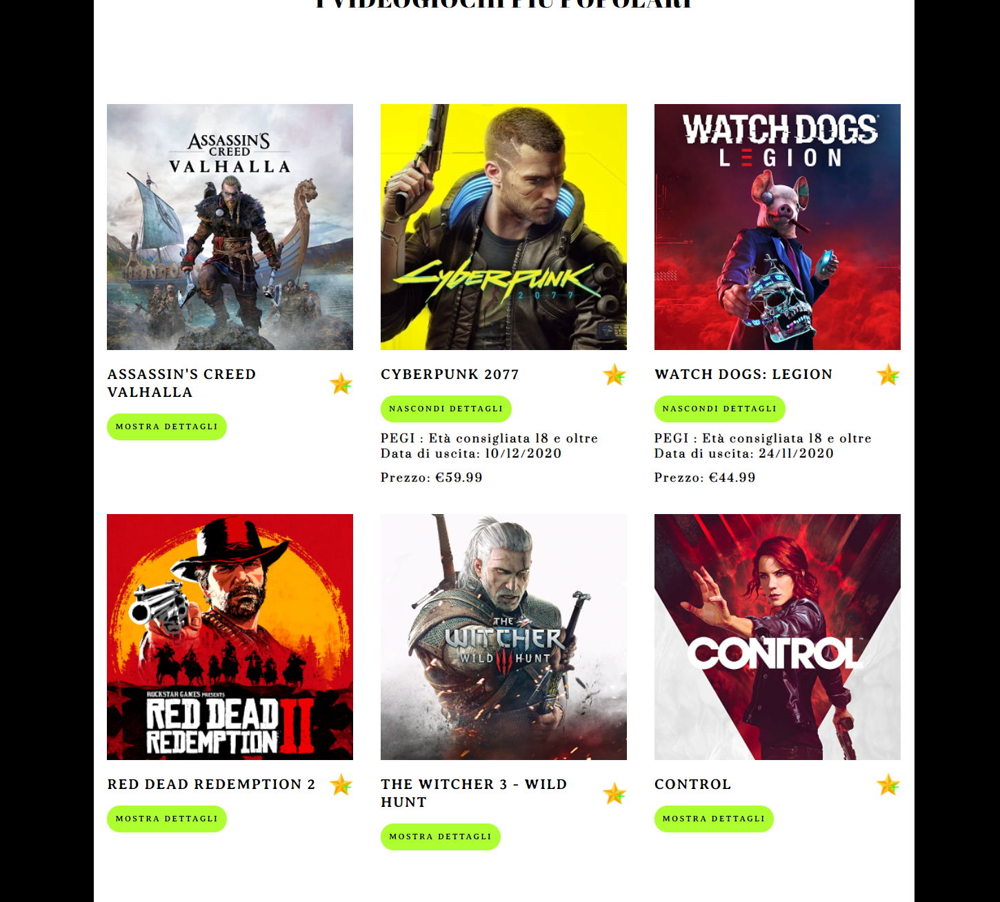 I VIDEOGIOCHI PIÙ POPOLARI
ASSASSIN'S
CREED
VALHALLA
CYBERPUNK
2077
WATCH DOGS
LEGION
ASSASSIN'S CREED
VALHALLA
MOSTRA DETTAGLI
CYBERPUNK 2077
NASCONDI DETTAGLI
PEGI : Età consigliata 18 e oltre
Data di uscita: 10/12/2020
Prezzo: €59.99
WATCH DOGS: LEGION
NASCONDI DETTAGLI
PEGI : Età consigliata 18 e oltre
Data di uscita: 24/11/2020
Prezzo: €44.99
ROCKSTAR GAMES PRESENTS
RED DEAD
REDEMPTION II
THE
WITCHER
WILD HUNT
CONTROL
RED DEAD REDEMPTION 2
MOSTRA DETTAGLI
THE WITCHER 3 - WILD
HUNT
MOSTRA DETTAGLI
CONTROL
MOSTRA DETTAGLI